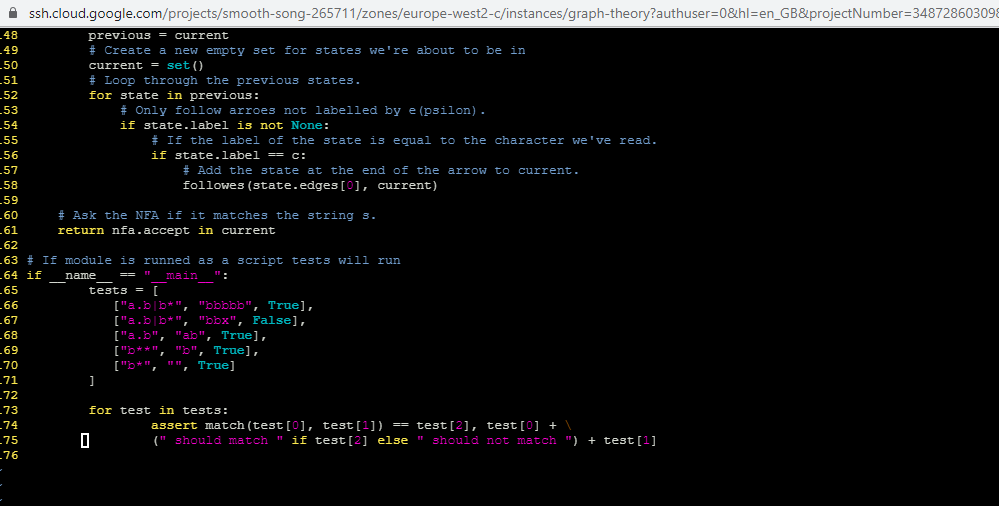 ssh.cloud.google.com/projects/smooth-song-265711/zones/europe-west2-c/instances/graph-theory?authuser=0&hl=en_GB&projectNumber=348728603098
48 previous = current
49 # Create a new empty set for states we're about to be in
50 current = set()
51 # Loop through the previous states.
52 for state in previous:
53 # Only follow arroes not labelled by e(psilon).
54 if state.label is not None:
55 # If the label of the state is equal to the character we've read.
56 if state.label == c:
57 # Add the state at the end of the arrow to current.
58 followes(state.edges[0], current)
59
60 # Ask the NFA if it matches the string s.
61 return nfa.accept in current
62
63 # If module is runned as a script tests will run
64 if __name__ == "__main__":
65 tests = [
66 ["a.b|b*", "bbbbb", True],
67 ["a.b|b*", "bbx", False],
68 ["a.b", "ab", True],
69 ["b**", "b", True],
70 ["b*", "", True]
71 ]
72
73 for test in tests:
74 assert match(test[0], test[1]) == test[2], test[0] + \
75 (" should match " if test[2] else " should not match ") + test[1]
76